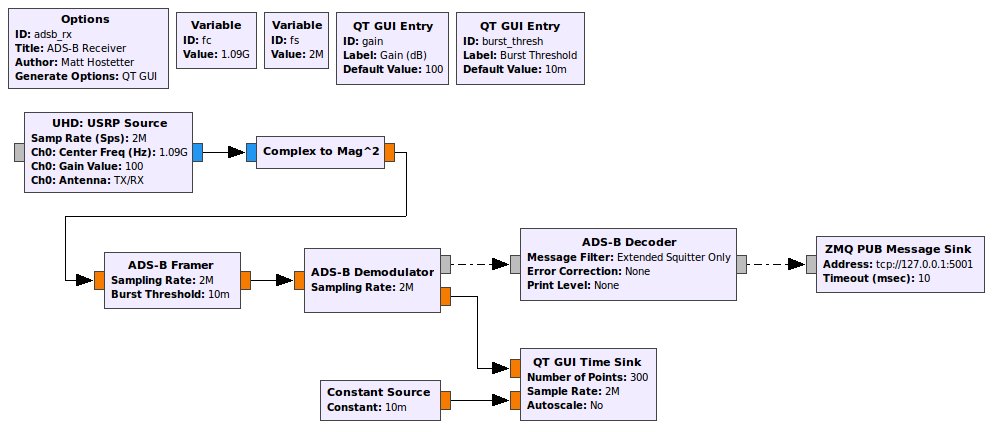 Options
ID: adsb_rx
Title: ADS-B Receiver
Author: Matt Hostetter
Generate Options: QT GUI
Variable
ID: fc
Value: 1.09G
Variable
ID: fs
Value: 2M
QT GUI Entry
ID: gain
Label: Gain (dB)
Default Value: 100
QT GUI Entry
ID: burst_thresh
Label: Burst Threshold
Default Value: 10m
UHD: USRP Source
Samp Rate (Sps): 2M
Ch0: Center Freq (Hz): 1.09G
Ch0: Gain Value: 100
Ch0: Antenna: TX/RX
Complex to Mag^2
ADS-B Framer
Sampling Rate: 2M
Burst Threshold: 10m
ADS-B Demodulator
Sampling Rate: 2M
ADS-B Decoder
Message Filter: Extended Squitter Only
Error Correction: None
Print Level: None
ZMQ PUB Message Sink
Address: tcp://127.0.0.1:5001
Timeout (msec): 10
Constant Source
Constant: 10m
QT GUI Time Sink
Number of Points: 300
Sample Rate: 2M
Autoscale: No